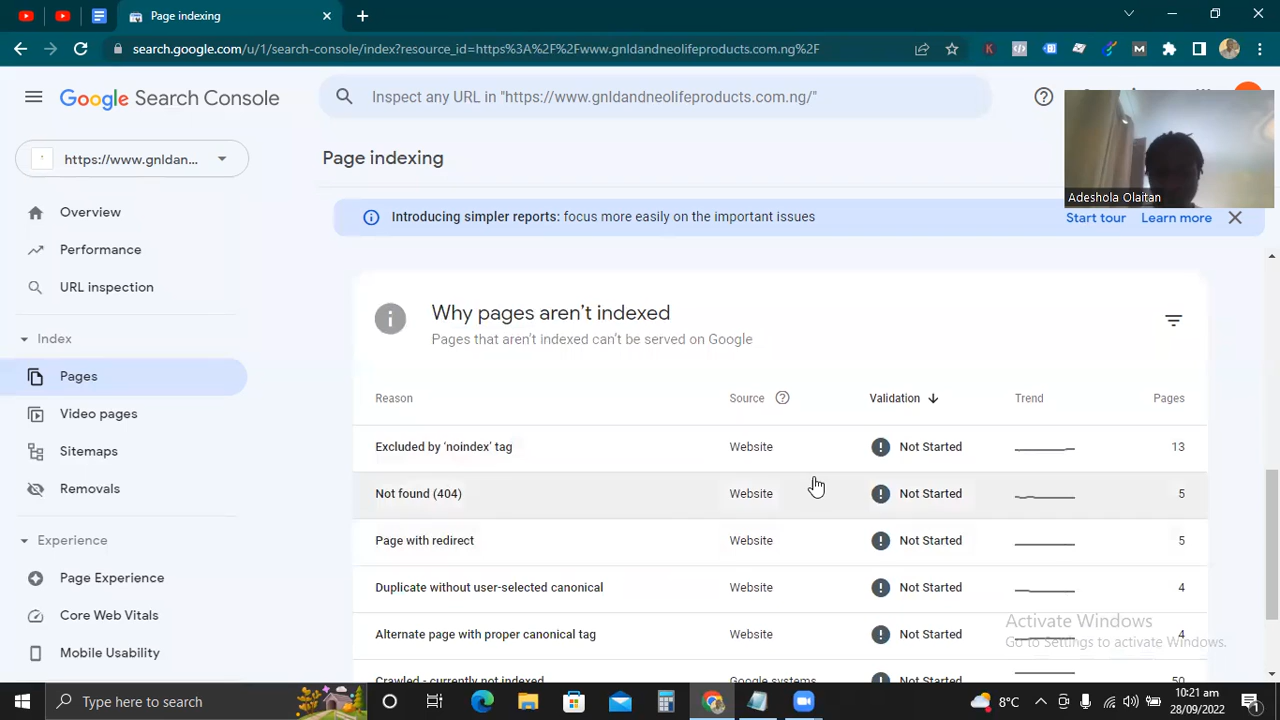 Page indexing
search.google.com/u/1/search-console/index?resource_id=https%3A%2F%2Fwww.gnldandneolifeproducts.com.ng%2F
Google Search Console
Inspect any URL in "https://www.gnldandneolifeproducts.com.ng/"
https://www.gnldan...
Page indexing
Adeshola Olaitan
Introducing simpler reports: focus more easily on the important issues
Start tour
Learn more
Overview
Performance
URL inspection
Index
Pages
Video pages
Sitemaps
Removals
Experience
Page Experience
Core Web Vitals
Mobile Usability
Why pages aren't indexed
Pages that aren't indexed can't be served on Google
Reason Source Validation Trend Pages
Excluded by 'noindex' tag Website Not Started 13
Not found (404) Website Not Started 5
Page with redirect Website Not Started 5
Duplicate without user-selected canonical Website Not Started 4
Alternate page with proper canonical tag Website Not Started 4
Crawled - currently not indexed Google systems 50
Activate Windows
Go to Settings to activate Windows.
Type here to search
8°C
10:21 am
28/09/2022